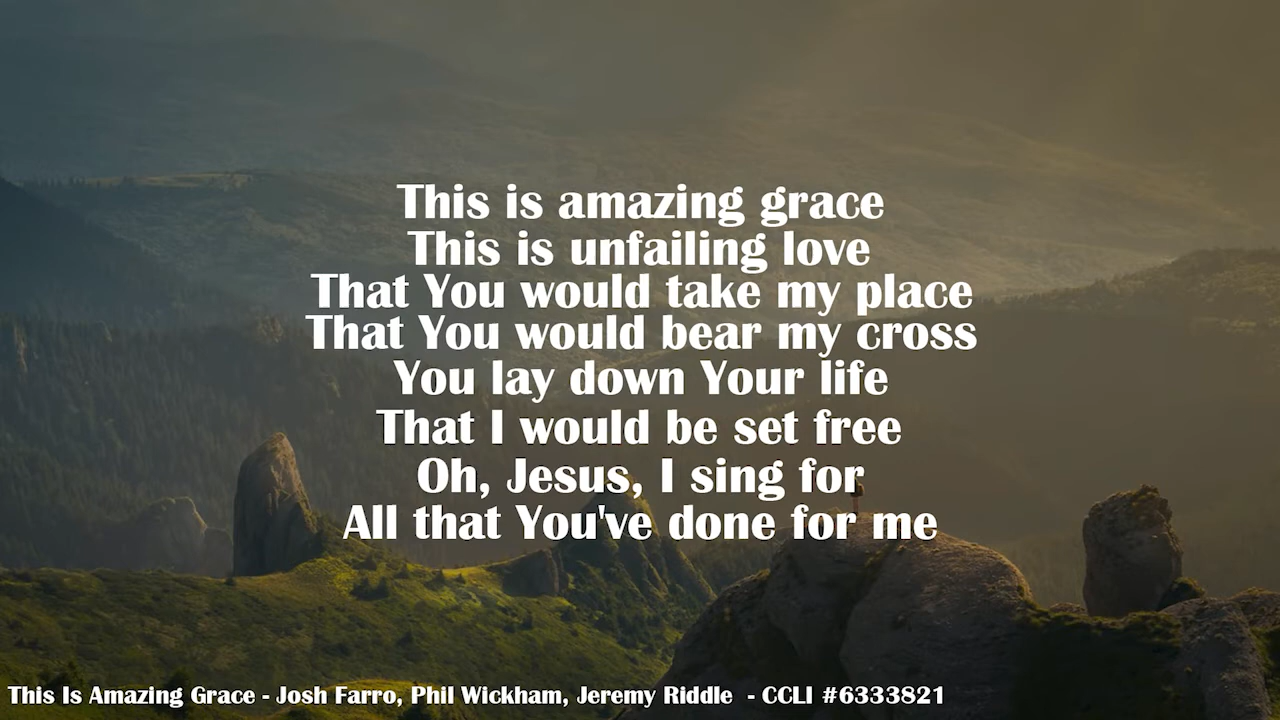 This is amazing grace
This is unfailing love
That You would take my place
That You would bear my cross
You lay down Your life
That I would be set free
Oh, Jesus, I sing for
All that You've done for me
This Is Amazing Grace - Josh Farro, Phil Wickham, Jeremy Riddle - CCLI #6333821